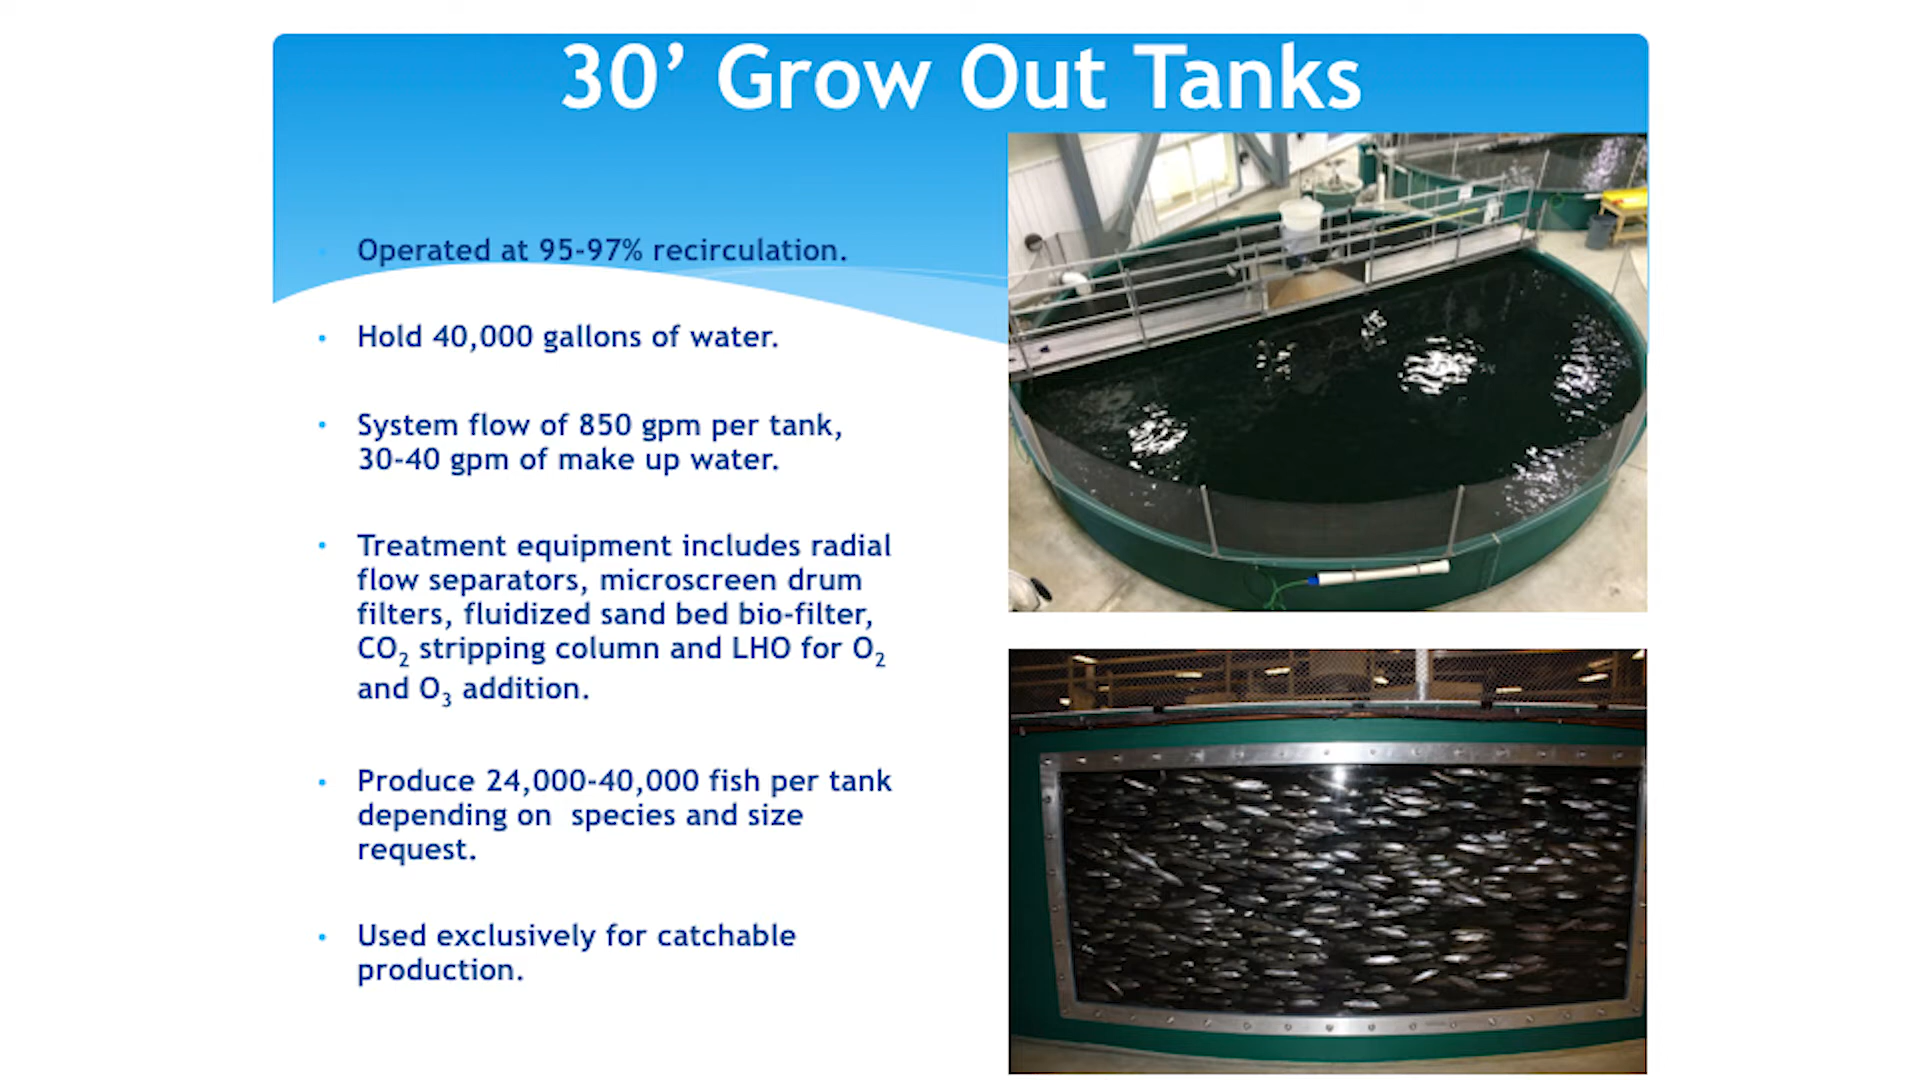 30’ Grow Out Tanks
• Operated at 95-97% recirculation.
• Hold 40,000 gallons of water.
• System flow of 850 gpm per tank,
30-40 gpm of make up water.
• Treatment equipment includes radial
flow separators, microscreen drum
filters, fluidized sand bed bio-filter,
CO₂ stripping column and LHO for O₂
and O₃ addition.
• Produce 24,000-40,000 fish per tank
depending on  species and size
request.
• Used exclusively for catchable
production.